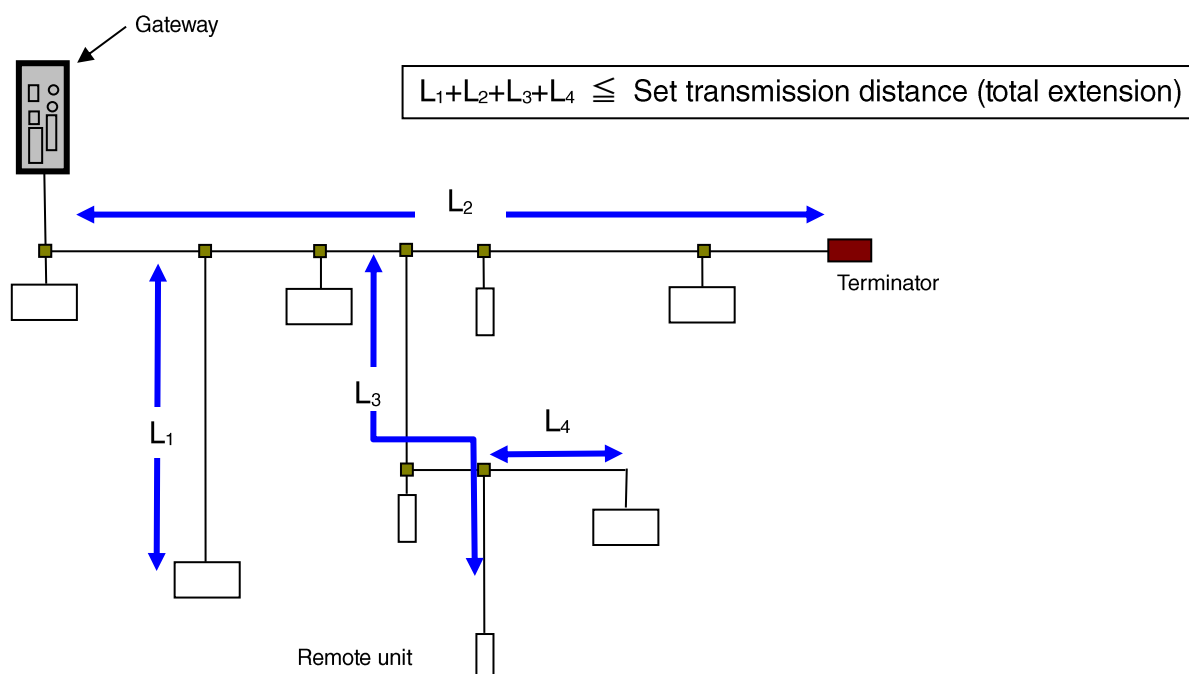 Gateway
L₁+L₂+L₃+L₄ ≦ Set transmission distance (total extension)
L₂
Terminator
L₃
L₁
L₄
Remote unit